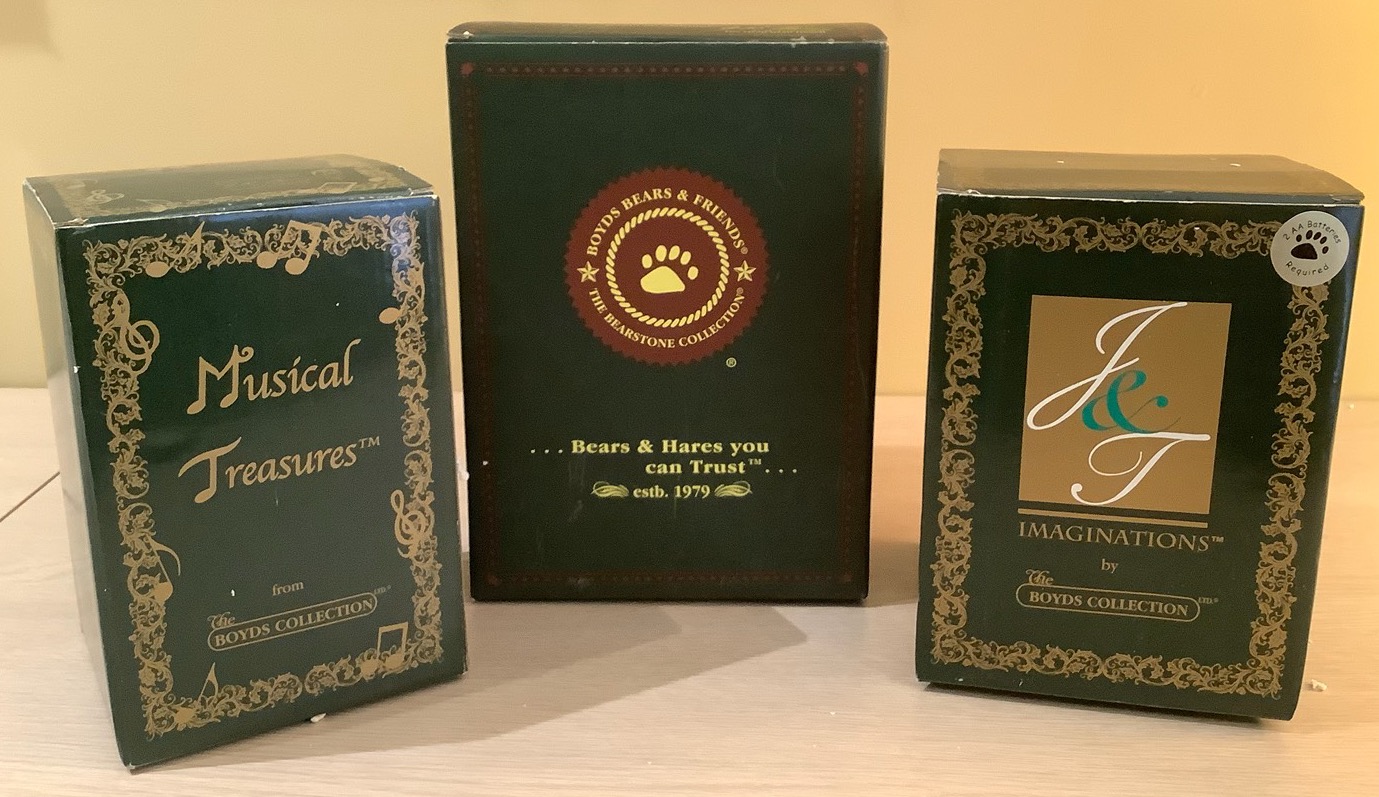 Musical
Treasures™
from
The
BOYDS COLLECTION LTD.®
BOYDS BEARS & FRIENDS®
THE BEARSTONE COLLECTION®
®
...Bears & Hares you
can Trust™...
estb. 1979
2 AA Batteries
Required
J
&
T
IMAGINATIONS™
by
The
BOYDS COLLECTION LTD.®